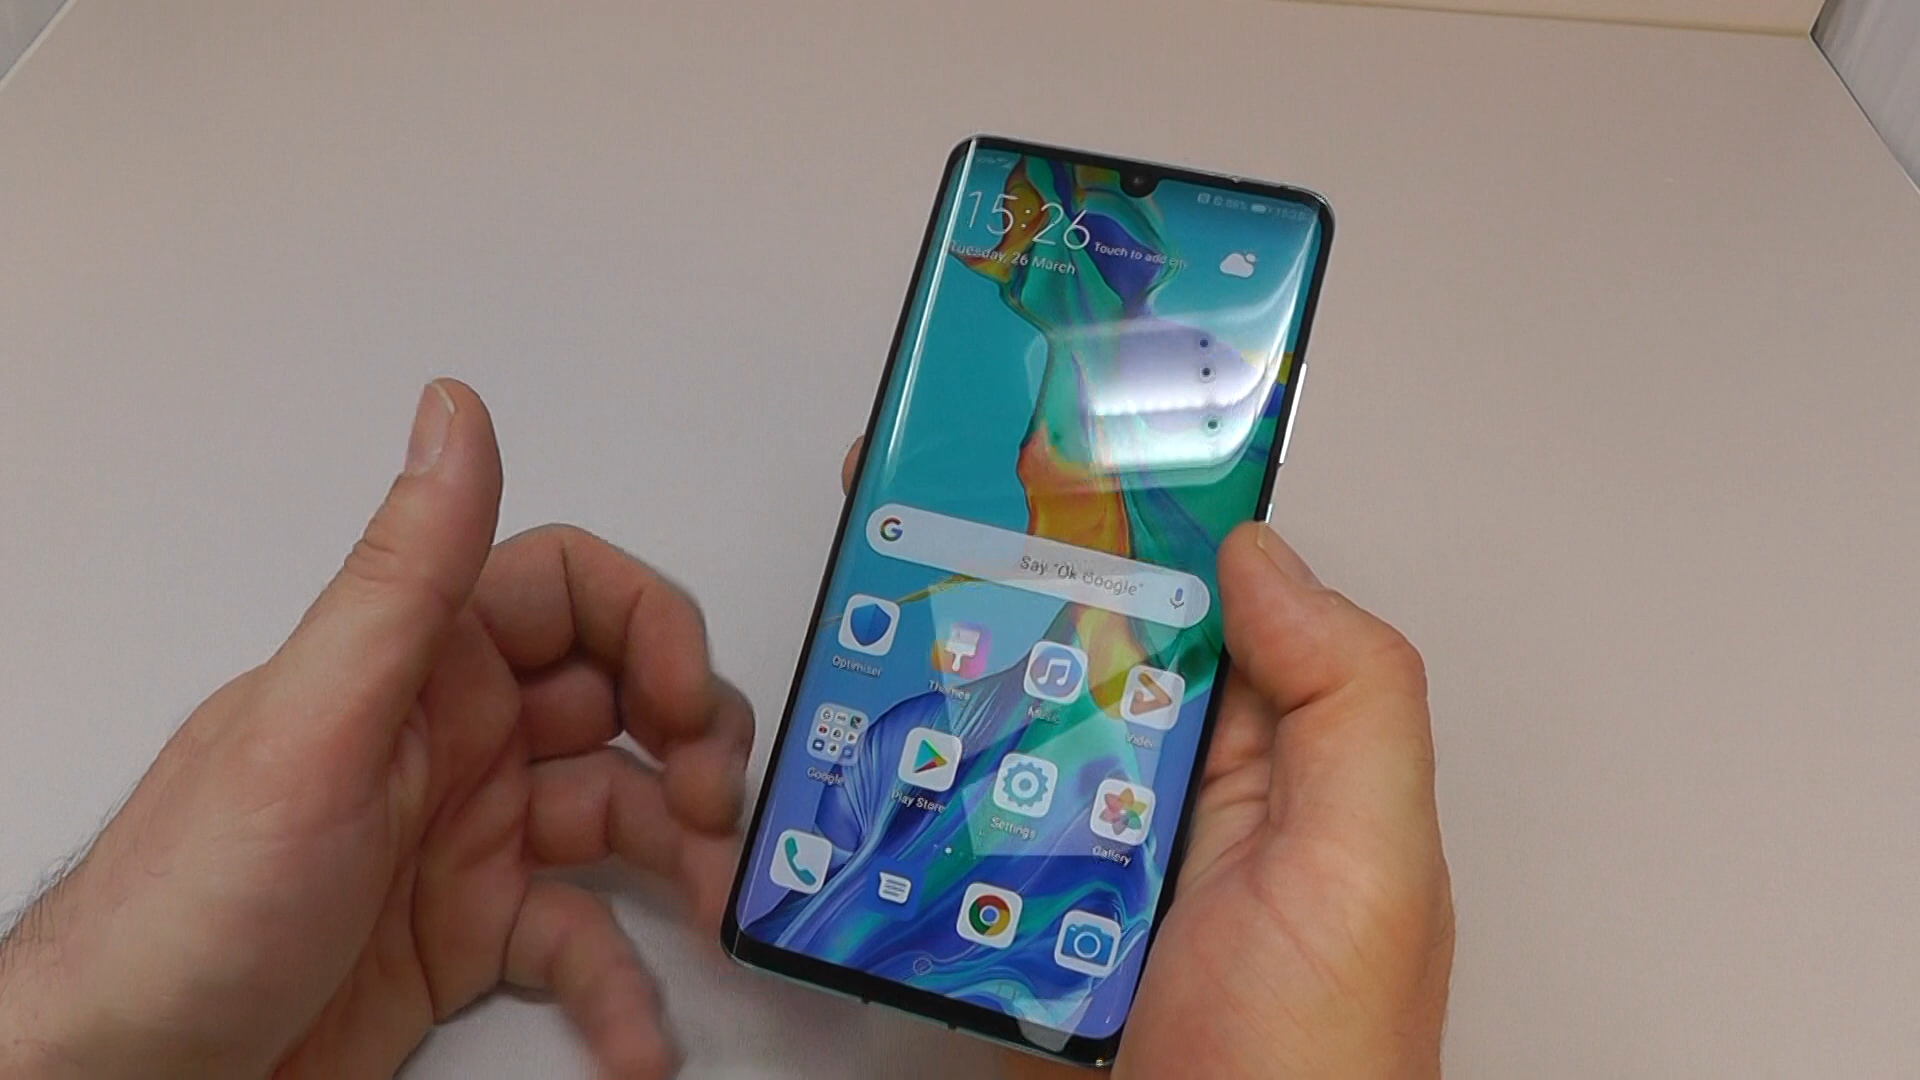 15:26
Touch to add city
Tuesday, 26 March
Say "Ok Google"
Optimiser
Themes
Music
Video
Google
Play Store
Settings
Gallery